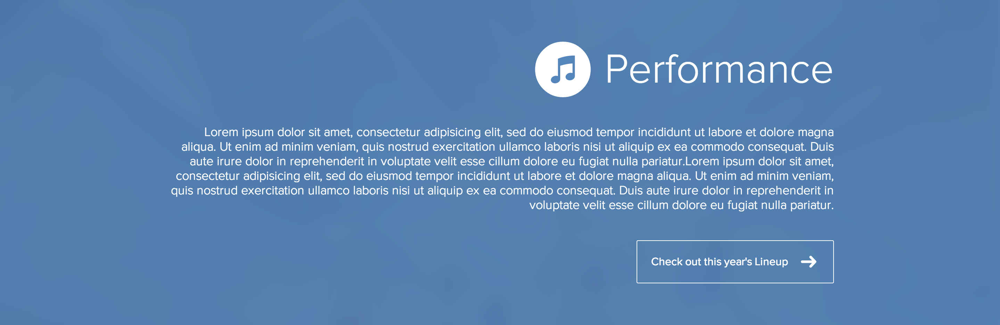 Performance
Lorem ipsum dolor sit amet, consectetur adipisicing elit, sed do eiusmod tempor incididunt ut labore et dolore magna
aliqua. Ut enim ad minim veniam, quis nostrud exercitation ullamco laboris nisi ut aliquip ex ea commodo consequat. Duis
aute irure dolor in reprehenderit in voluptate velit esse cillum dolore eu fugiat nulla pariatur.Lorem ipsum dolor sit amet,
consectetur adipisicing elit, sed do eiusmod tempor incididunt ut labore et dolore magna aliqua. Ut enim ad minim veniam,
quis nostrud exercitation ullamco laboris nisi ut aliquip ex ea commodo consequat. Duis aute irure dolor in reprehenderit in
voluptate velit esse cillum dolore eu fugiat nulla pariatur.
Check out this year's Lineup